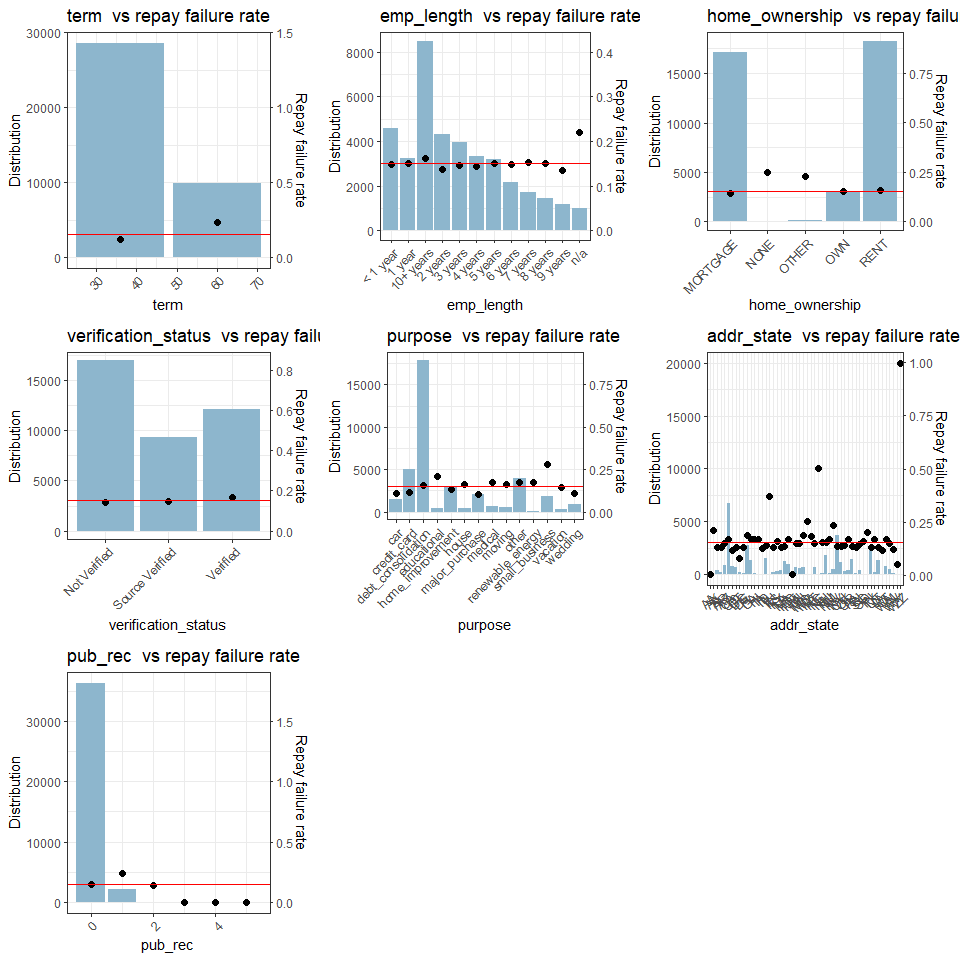 term  vs repay failure rate
30000
20000
10000
0
1.5
1.0
0.5
0.0
Distribution
Repay failure rate
30
40
50
60
70
term
emp_length  vs repay failure rate
8000
6000
4000
2000
0
0.4
0.3
0.2
0.1
0.0
Distribution
Repay failure rate
< 1 year
1 year
10+ years
2 years
3 years
4 years
5 years
6 years
7 years
8 years
9 years
n/a
emp_length
home_ownership  vs repay failu
15000
10000
5000
0
0.75
0.50
0.25
0.00
Distribution
Repay failure rate
MORTGAGE
NONE
OTHER
OWN
RENT
home_ownership
verification_status  vs repay failu
15000
10000
5000
0
0.8
0.6
0.4
0.2
0.0
Distribution
Repay failure rate
Not Verified
Source Verified
Verified
verification_status
purpose  vs repay failure rate
15000
10000
5000
0
0.75
0.50
0.25
0.00
Distribution
Repay failure rate
car
credit_card
debt_consolidation
educational
home_improvement
house
major_purchase
medical
moving
other
renewable_energy
small_business
vacation
wedding
purpose
addr_state  vs repay failure rate
20000
15000
10000
5000
0
1.00
0.75
0.50
0.25
0.00
Distribution
Repay failure rate
addr_state
pub_rec  vs repay failure rate
30000
20000
10000
0
1.5
1.0
0.5
0.0
Distribution
Repay failure rate
0
2
4
pub_rec